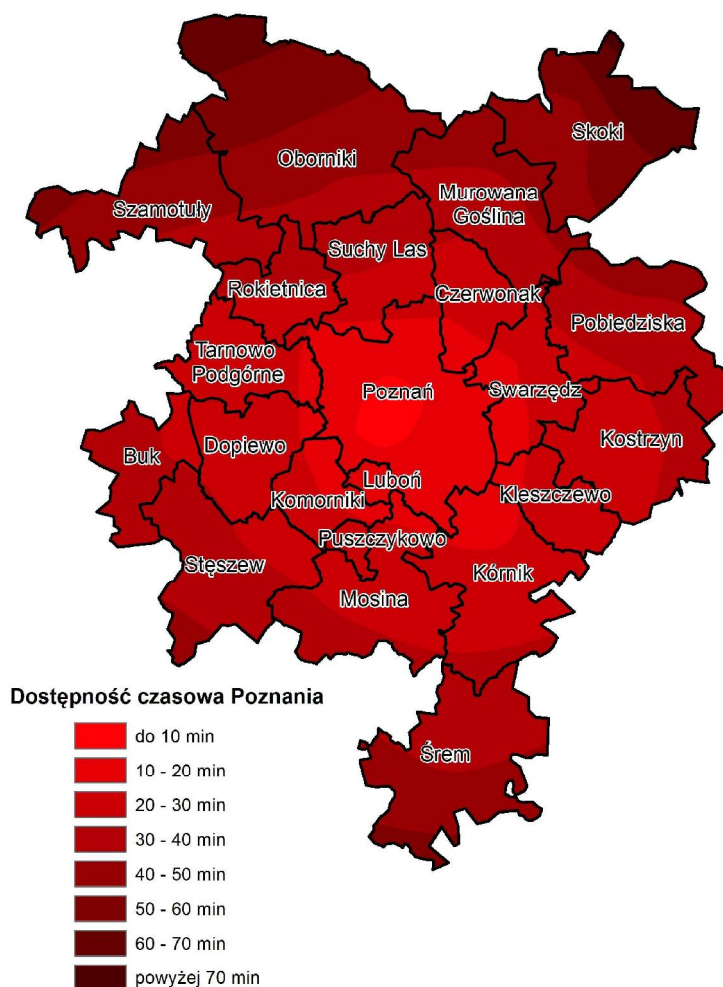 Skoki
Oborniki
Murowana
Goślina
Szamotuły
Suchy Las
Rokietnica
Czerwonak
Pobiedziska
Tarnowo
Podgórne
Poznań
Swarzędz
Kostrzyn
Buk
Dopiewo
Luboń
Komorniki
Kleszczewo
Puszczykowo
Stęszew
Kórnik
Mosina
Dostępność czasowa Poznania
do 10 min
Śrem
10 - 20 min
20 - 30 min
30 - 40 min
40 - 50 min
50 - 60 min
60 - 70 min
powyżej 70 min